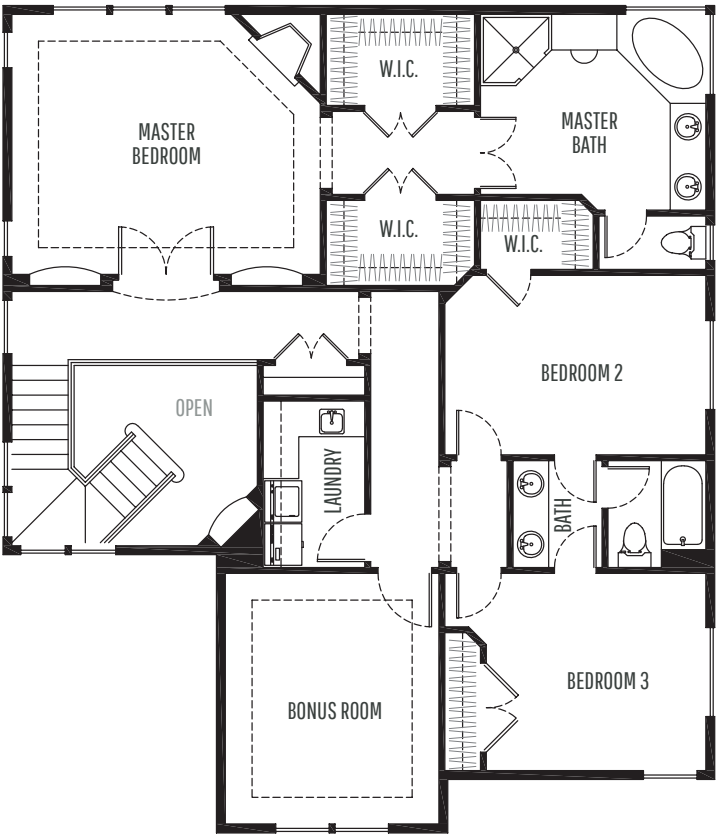 W.I.C.
MASTER
BEDROOM
MASTER
BATH
W.I.C.
W.I.C.
BEDROOM 2
OPEN
LAUNDRY
BATH
BEDROOM 3
BONUS ROOM